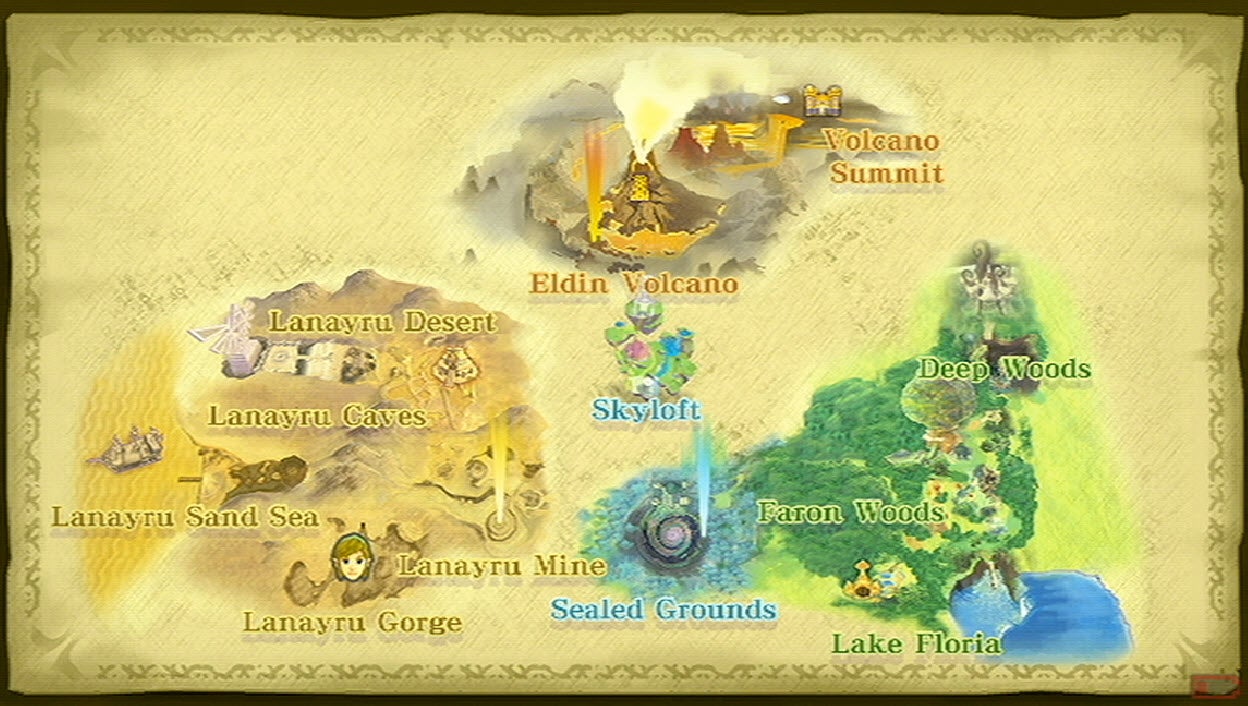 Volcano
Summit
Eldin Volcano
Lanayru Desert
Deep Woods
Skyloft
Lanayru Caves
Faron Woods
Lanayru Sand Sea
Lanayru Mine
Sealed Grounds
Lanayru Gorge
Lake Floria